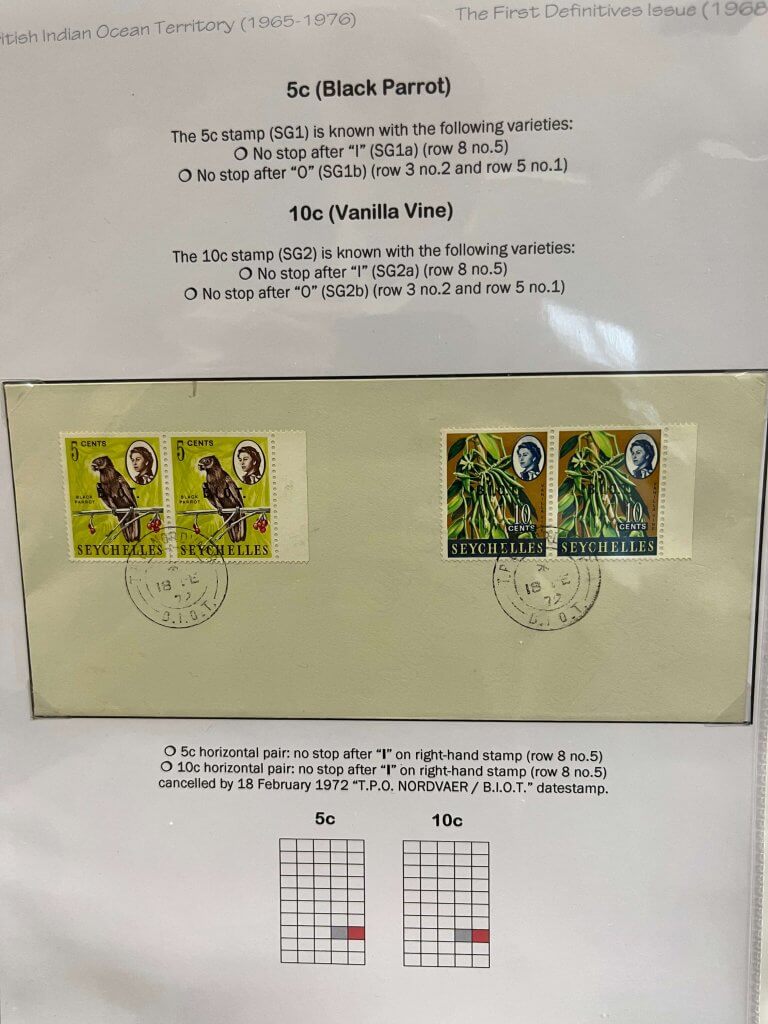 itish Indian Ocean Territory (1965-1976)
The First Definitives Issue (1968
5c (Black Parrot)
The 5c stamp (SG1) is known with the following varieties:
❍ No stop after “I” (SG1a) (row 8 no.5)
❍ No stop after “O” (SG1b) (row 3 no.2 and row 5 no.1)
10c (Vanilla Vine)
The 10c stamp (SG2) is known with the following varieties:
❍ No stop after “I” (SG2a) (row 8 no.5)
❍ No stop after “O” (SG2b) (row 3 no.2 and row 5 no.1)
5 CENTS
BLACK PARROT
SEYCHELLES
5 CENTS
BLACK PARROT
SEYCHELLES
B.I.O.T.
10 CENTS
SEYCHELLES
10 CENTS
SEYCHELLES
18 FE
72
B.I.O.T.
18 FE
72
B.I.O.T.
❍ 5c horizontal pair: no stop after “I” on right-hand stamp (row 8 no.5)
❍ 10c horizontal pair: no stop after “I” on right-hand stamp (row 8 no.5)
cancelled by 18 February 1972 “T.P.O. NORDVAER / B.I.O.T.” datestamp.
5c
10c